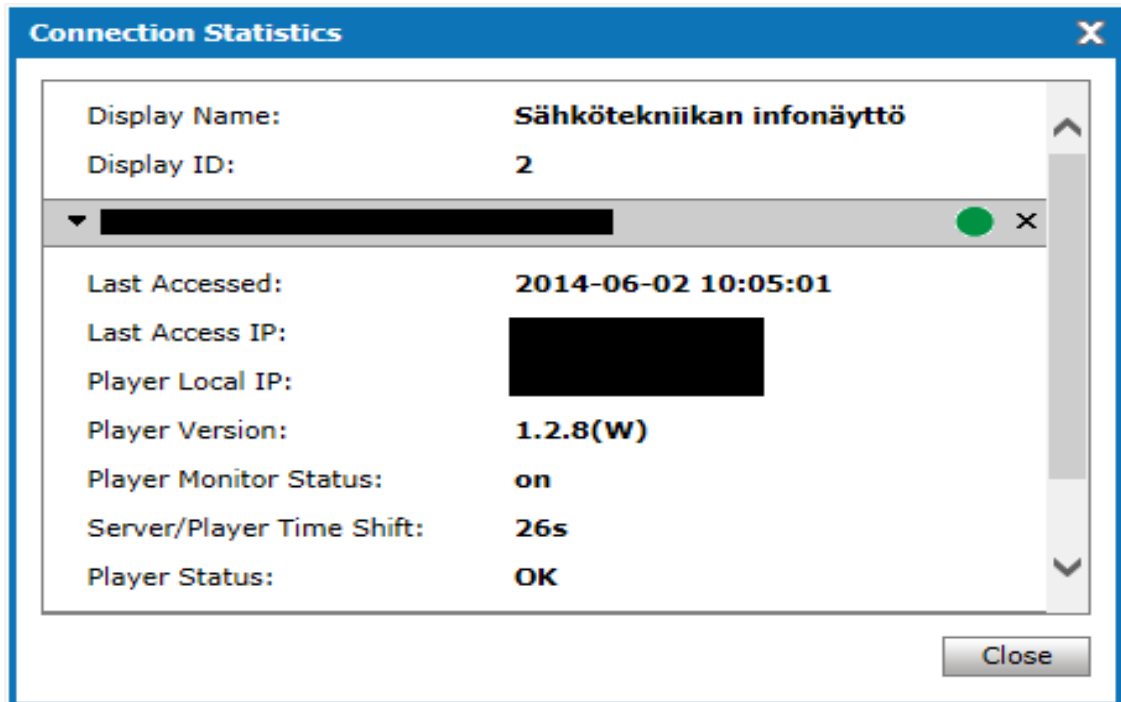 Connection Statistics
Display Name: Sähkötekniikan infonäyttö
Display ID: 2
Last Accessed: 2014-06-02 10:05:01
Last Access IP:
Player Local IP:
Player Version: 1.2.8(W)
Player Monitor Status: on
Server/Player Time Shift: 26s
Player Status: OK
Close